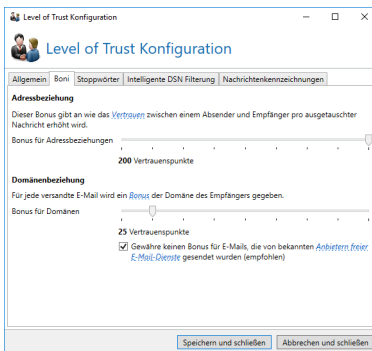 Level of Trust Konfiguration
Level of Trust Konfiguration
Allgemein Boni Stoppwörter Intelligente DSN Filterung Nachrichtenkennzeichnungen
Adressbeziehung
Dieser Bonus gibt an wie das Vertrauen zwischen einem Absender und Empfänger pro ausgetauschter
Nachricht erhöht wird.
Bonus für Adressbeziehungen
200 Vertrauenspunkte
Domänenbeziehung
Für jede versandte E-Mail wird ein Bonus der Domäne des Empfängers gegeben.
Bonus für Domänen
25 Vertrauenspunkte
Gewähre keinen Bonus für E-Mails, die von bekannten Anbietern freier
E-Mail-Dienste gesendet wurden (empfohlen)
Speichern und schließen Abbrechen und schließen